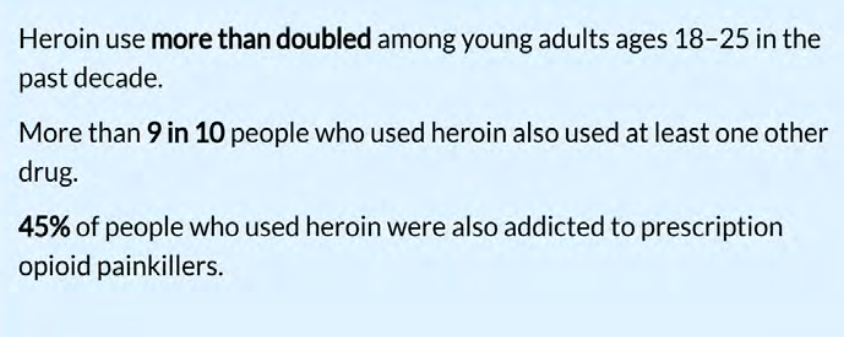 Heroin use more than doubled among young adults ages 18–25 in the
past decade.
More than 9 in 10 people who used heroin also used at least one other
drug.
45% of people who used heroin were also addicted to prescription
opioid painkillers.